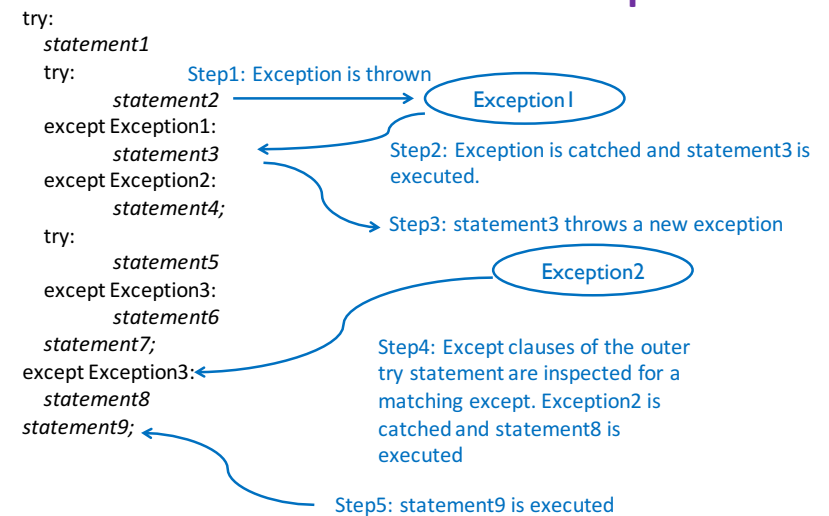 try:
statement1
try:
Step1: Exception is thrown
statement2
Exception1
except Exception1:
statement3
Step2: Exception is catched and statement3 is
executed.
except Exception2:
statement4;
Step3: statement3 throws a new exception
try:
statement5
Exception2
except Exception3:
statement6
statement7;
Step4: Except clauses of the outer
try statement are inspected for a
matching except. Exception2 is
catched and statement8 is
executed
except Exception3:
statement8
statement9;
Step5: statement9 is executed